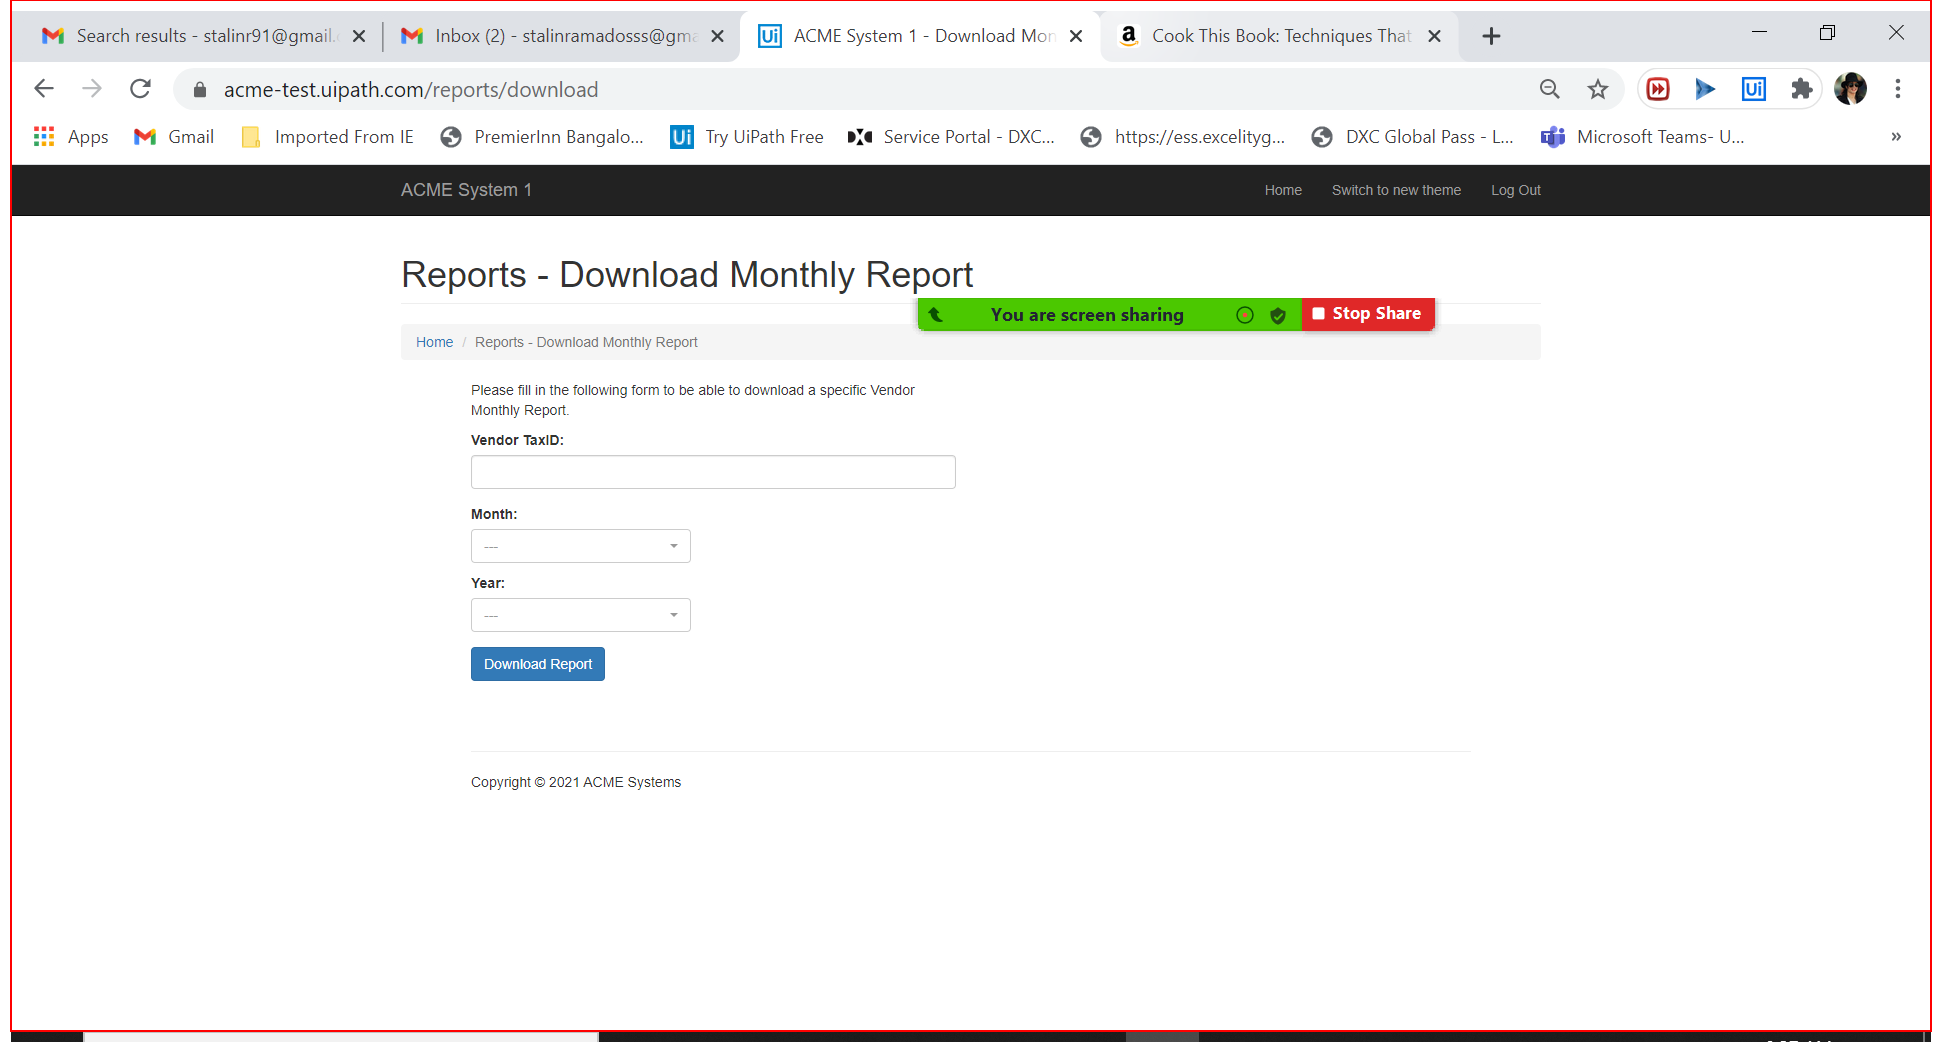 Search results - stalinr91@gmail.
Inbox (2) - stalinramadosss@gma
Ui ACME System 1 - Download Mon
a Cook This Book: Techniques That
acme-test.uipath.com/reports/download
Ui
Apps Gmail Imported From IE PremierInn Bangalo... Ui Try UiPath Free Service Portal - DXC... https://ess.excelityg... DXC Global Pass - L... Microsoft Teams- U... »
ACME System 1 Home Switch to new theme Log Out
Reports - Download Monthly Report
You are screen sharing Stop Share
Home / Reports - Download Monthly Report
Please fill in the following form to be able to download a specific Vendor
Monthly Report.
Vendor TaxID:
Month:
---
Year:
---
Download Report
Copyright © 2021 ACME Systems